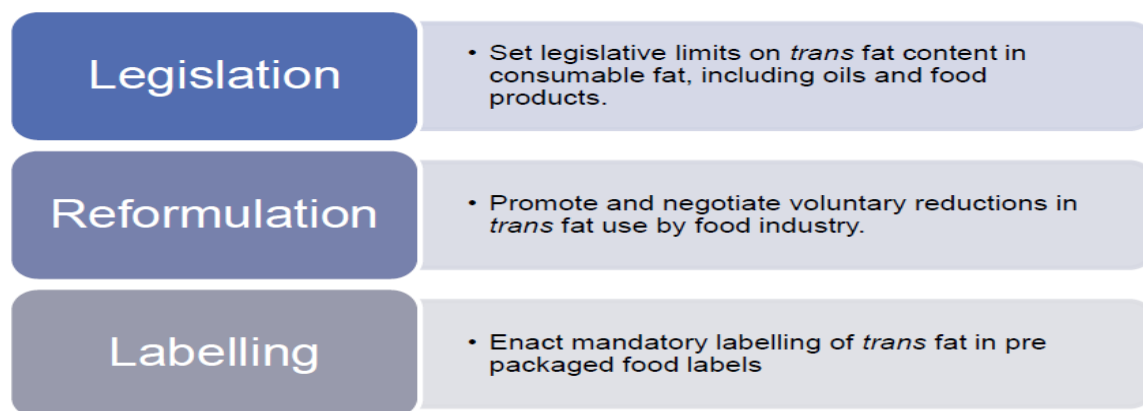 Legislation
• Set legislative limits on trans fat content in
consumable fat, including oils and food
products.
Reformulation
• Promote and negotiate voluntary reductions in
trans fat use by food industry.
Labelling
• Enact mandatory labelling of trans fat in pre
packaged food labels